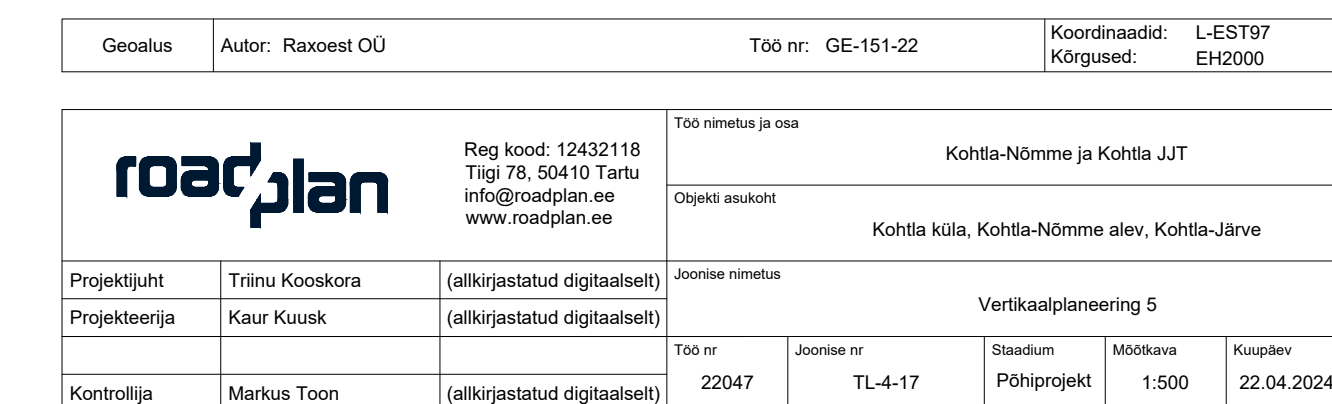 Geoalus
Autor: Raxoest OÜ
Töö nr: GE-151-22
Koordinaadid: L-EST97
Kõrgused: EH2000
roadplan
Reg kood: 12432118
Tiigi 78, 50410 Tartu
info@roadplan.ee
www.roadplan.ee
Töö nimetus ja osa
Kohtla-Nõmme ja Kohtla JJT
Objekti asukoht
Kohtla küla, Kohtla-Nõmme alev, Kohtla-Järve
Projektijuht
Triinu Kooskora
(allkirjastatud digitaalselt)
Projekteerija
Kaur Kuusk
(allkirjastatud digitaalselt)
Kontrollija
Markus Toon
(allkirjastatud digitaalselt)
Joonise nimetus
Vertikaalplaneering 5
Töö nr
22047
Joonise nr
TL-4-17
Staadium
Põhiprojekt
Mõõtkava
1:500
Kuupäev
22.04.2024